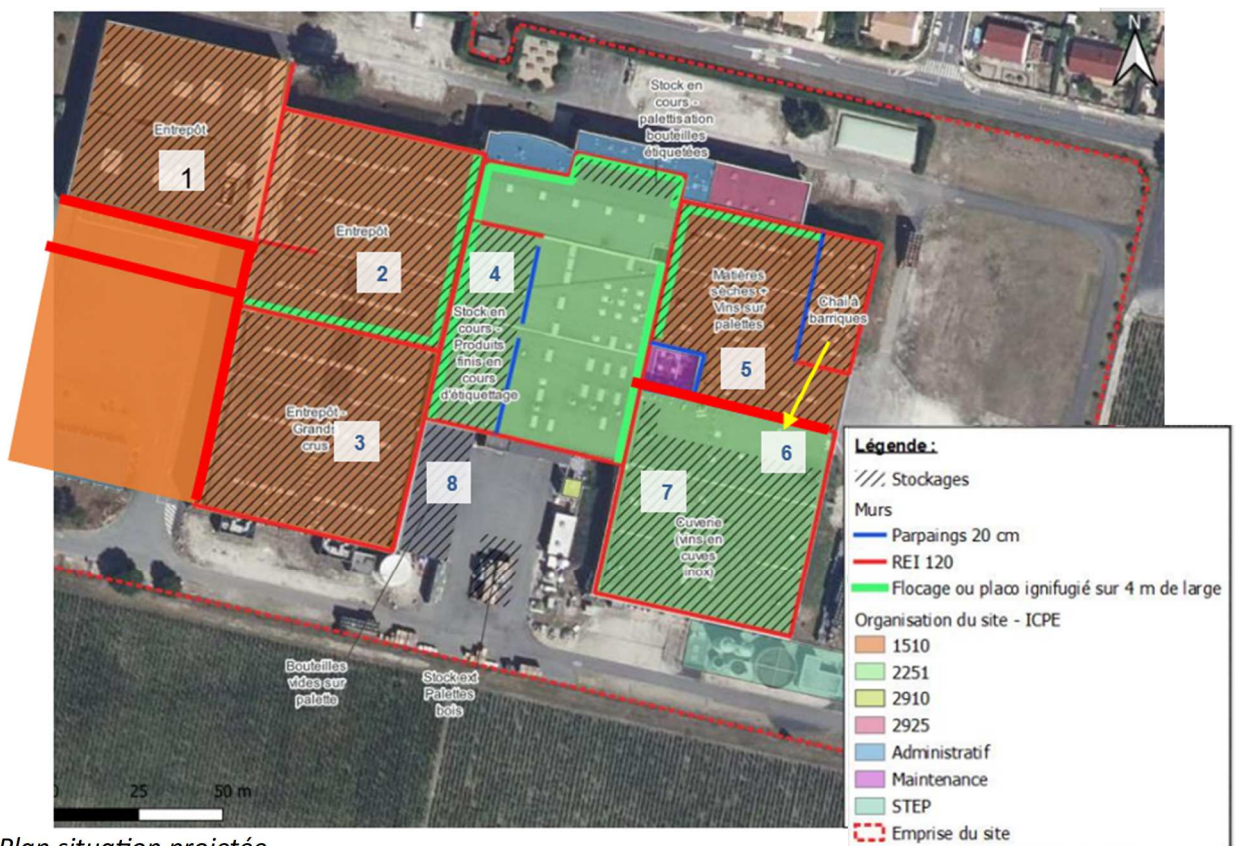 N
Stock en
cours -
palettisation
bouteilles
étiquetées
Entrepôt
1
Entrepôt
2
4
Stock en
cours -
Produits
finis en
cours
d'étiquettage
Matières
sèches +
Vins sur
palettes
Chai à
barriques
5
Entrepôt -
Grands
crus
3
8
6
7
Cuverie
(vins en
cuves
inox)
Bouteilles
vides sur
palette
Stock ext
Palettes
bois
25
50 m
Légende :
Stockages
Murs
Parpaings 20 cm
REI 120
Flocage ou placo ignifugié sur 4 m de large
Organisation du site - ICPE
1510
2251
2910
2925
Administratif
Maintenance
STEP
Emprise du site
Plan situation projetée